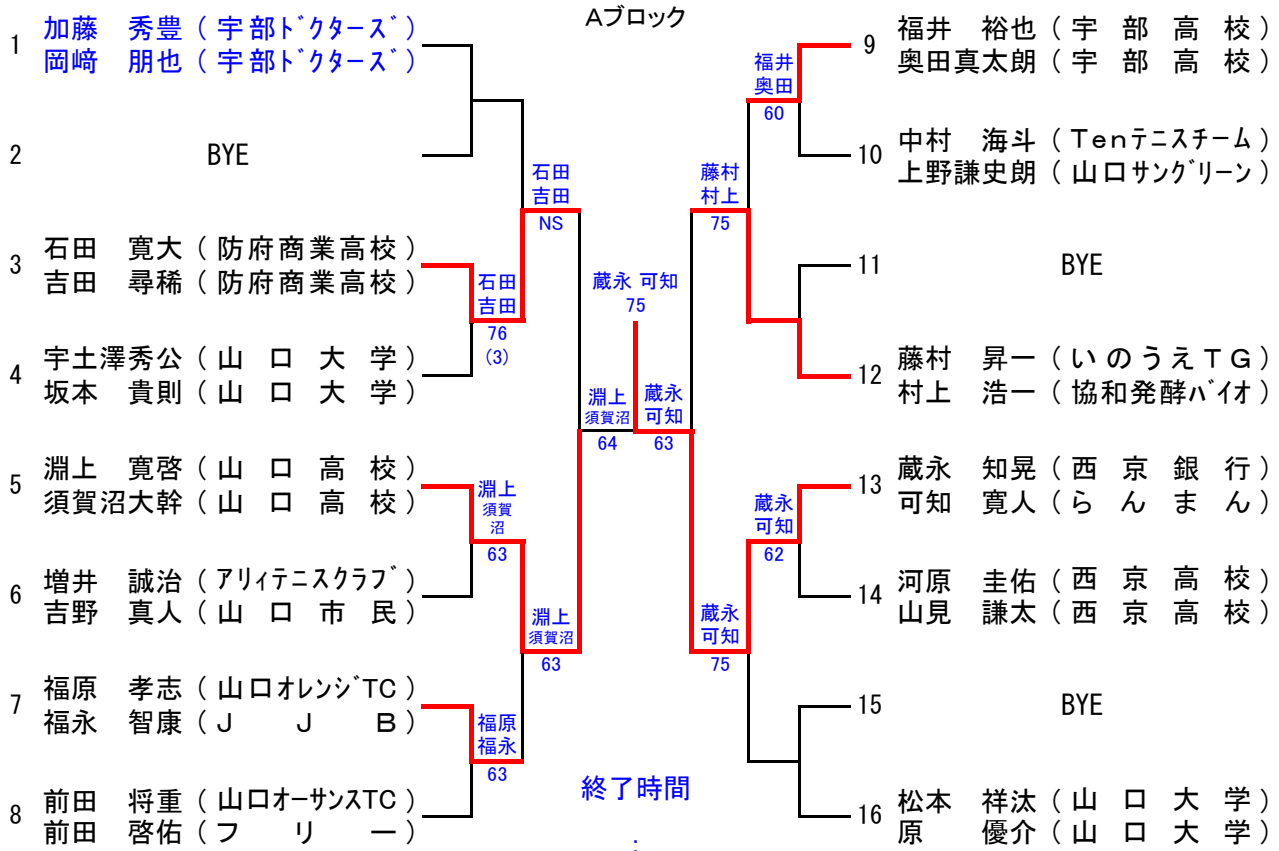 Aブロック
1
加藤　秀豊（宇部ﾄﾞｸﾀｰｽﾞ）
岡﨑　朋也（宇部ﾄﾞｸﾀｰｽﾞ）
2
BYE
3
石田　寛大（防府商業高校）
吉田　尋稀（防府商業高校）
4
宇土澤秀公（山口大学）
坂本　貴則（山口大学）
5
淵上　寛啓（山口高校）
須賀沼大幹（山口高校）
6
増井　誠治（ｱﾘｨﾃﾆｽｸﾗﾌﾞ）
吉野　真人（山口市民）
7
福原　孝志（山口ｵﾚﾝｼﾞTC）
福永　智康（ＪＪＢ）
8
前田　将重（山口ｵｰｻﾝｽTC）
前田　啓佑（フリー）
石田
吉田
76
(3)
淵上
須賀
沼
63
福原
福永
63
石田
吉田
NS
淵上
須賀沼
63
淵上
須賀沼
64
蔵永 可知
75
蔵永
可知
63
藤村
村上
75
蔵永
可知
75
福井
奥田
60
蔵永
可知
62
9
福井　裕也（宇部高校）
奥田真太朗（宇部高校）
10
中村　海斗（Ｔｅｎﾃﾆｽﾁｰﾑ）
上野謙史朗（山口ｻﾝｸﾞﾘｰﾝ）
11
BYE
12
藤村　昇一（いのうえＴＧ）
村上　浩一（協和発酵ﾊﾞｲｵ）
13
蔵永　知晃（西京銀行）
可知　寛人（らんまん）
14
河原　圭佑（西京高校）
山見　謙太（西京高校）
15
BYE
16
松本　祥汰（山口大学）
原　　優介（山口大学）
終了時間
: